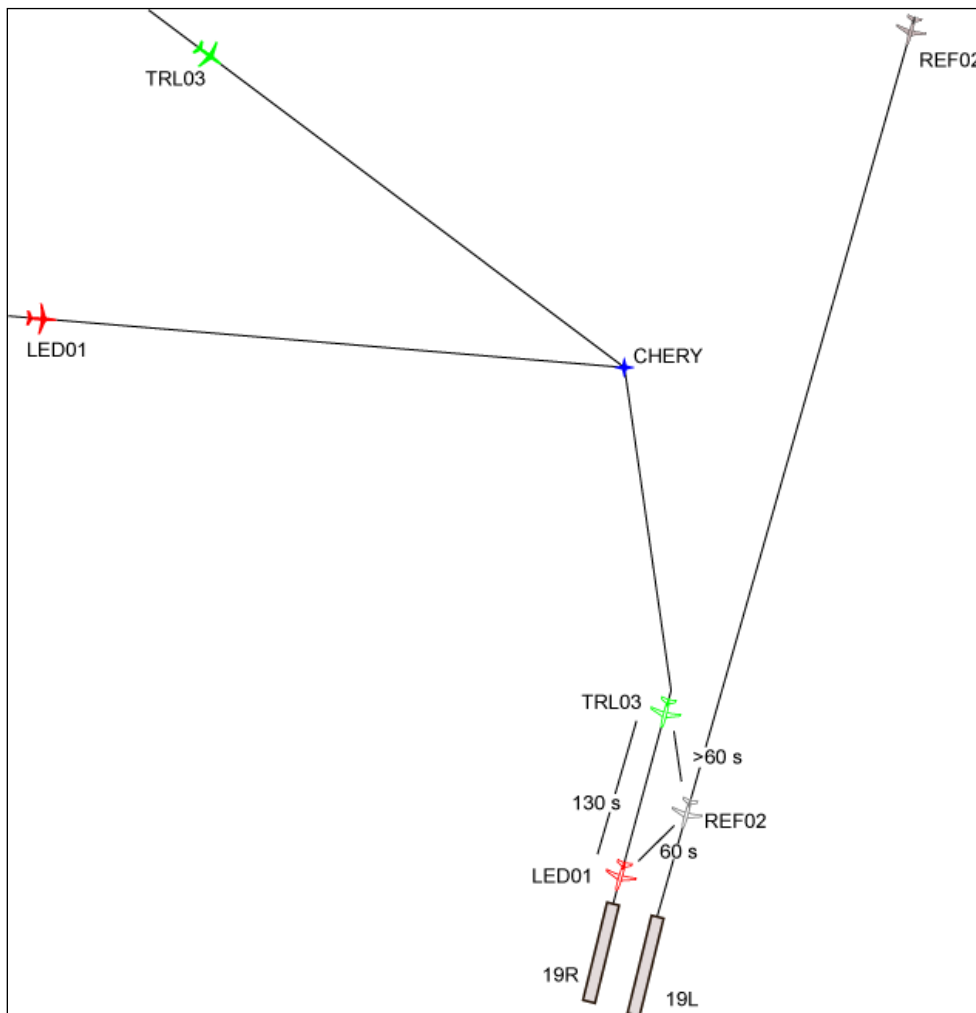 TRL03
REF02
LED01
CHERY
TRL03
>60 s
130 s
REF02
60 s
LED01
19R
19L